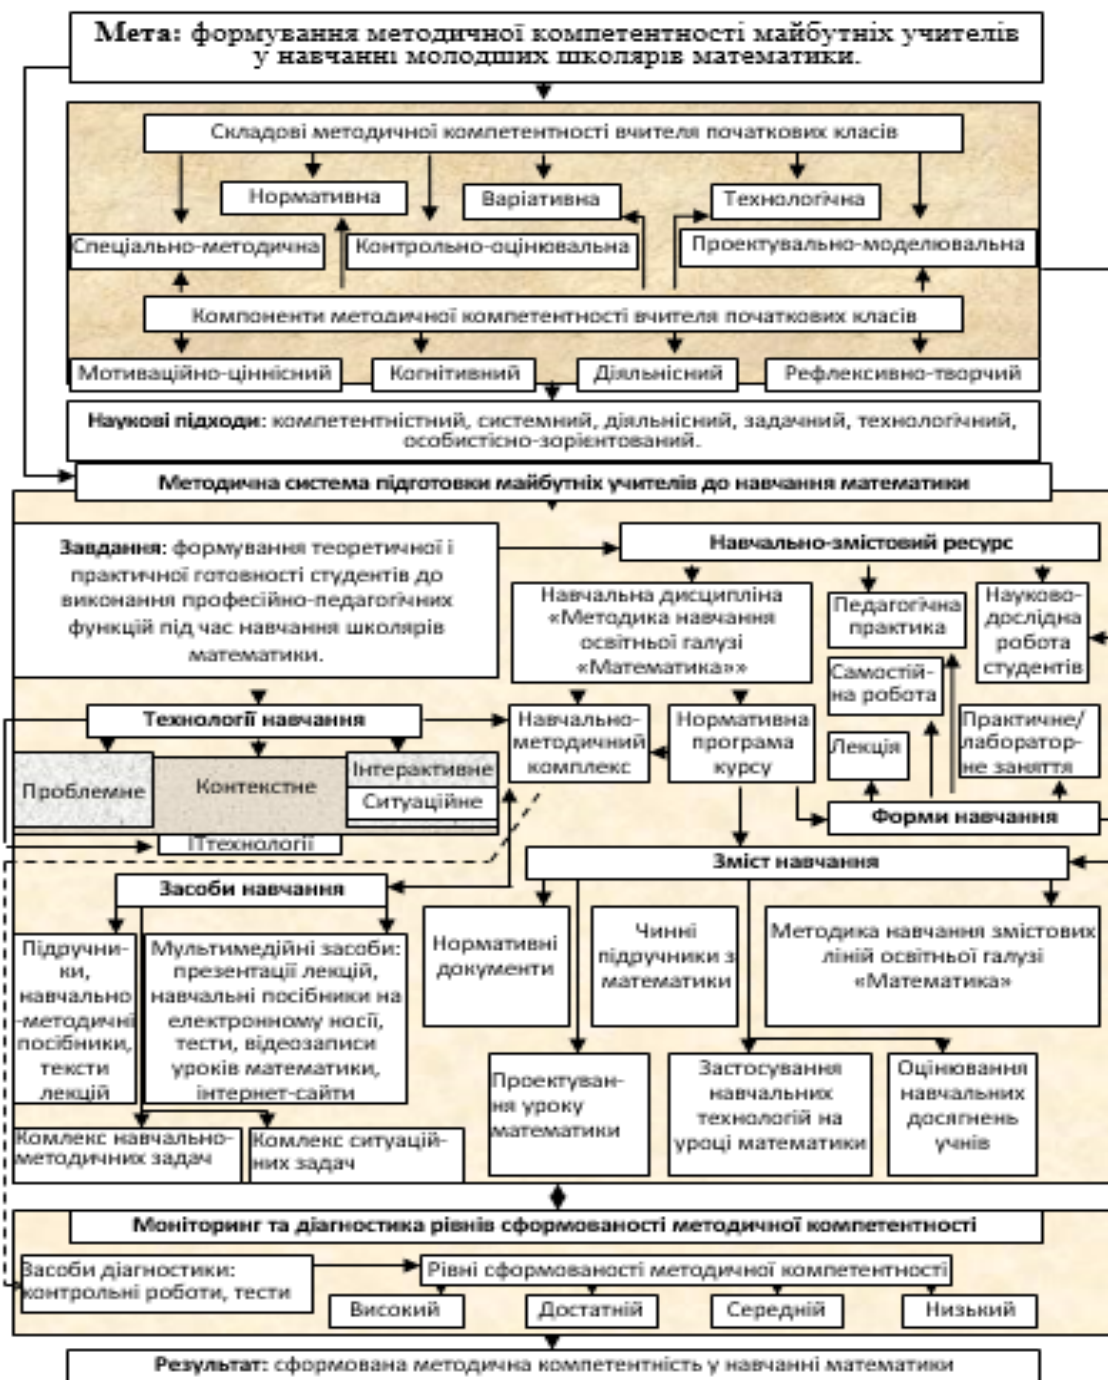 Мета: формування методичної компетентності майбутніх учителів
у навчанні молодших школярів математики.
Складові методичної компетентності вчителя початкових класів
Нормативна
Варіативна
Технологічна
Спеціально-методична
Контрольно-оцінювальна
Проектувально-моделювальна
Компоненти методичної компетентності вчителя початкових класів
Мотиваційно-ціннісний
Когнітивний
Діяльнісний
Рефлексивно-творчий
Наукові підходи: компетентністний, системний, діяльнісний, задачний, технологічний,
особистісно-зорієнтований.
Методична система підготовки майбутніх учителів до навчання математики
Завдання: формування теоретичної і
практичної готовності студентів до
виконання професійно-педагогічних
функцій під час навчання школярів
математики.
Навчально-змістовий ресурс
Навчальна дисципліна
«Методика навчання
освітньої галузі
«Математика»»
Педагогічна
практика
Науково-
дослідна
робота
студентів
Самостій-
на робота
Технології навчання
Навчально-
методичний
комплекс
Нормативна
програма
курсу
Лекція
Практичне/
лаборатор-
не заняття
Проблемне
Контекстне
Інтерактивне
Ситуаційне
ІТтехнології
Форми навчання
Зміст навчання
Засоби навчання
Підручни-
ки,
навчально
-методичні
посібники,
тексти
лекцій
Мультимедійні засоби:
презентації лекцій,
навчальні посібники на
електронному носії,
тести, відеозаписи
уроків математики,
інтернет-сайти
Нормативні
документи
Чинні
підручники з
математики
Методика навчання змістових
ліній освітньої галузі
«Математика»
Проектуван-
ня уроку
математики
Застосування
навчальних
технологій на
уроці математики
Оцінювання
навчальних
досягнень
учнів
Комлекс навчально-
методичних задач
Комлекс ситуацій-
них задач
Моніторинг та діагностика рівнів сформованості методичної компетентності
Засоби діагностики:
контрольні роботи, тести
Рівні сформованості методичної компетентності
Високий
Достатній
Середній
Низький
Результат: сформована методична компетентність у навчанні математики